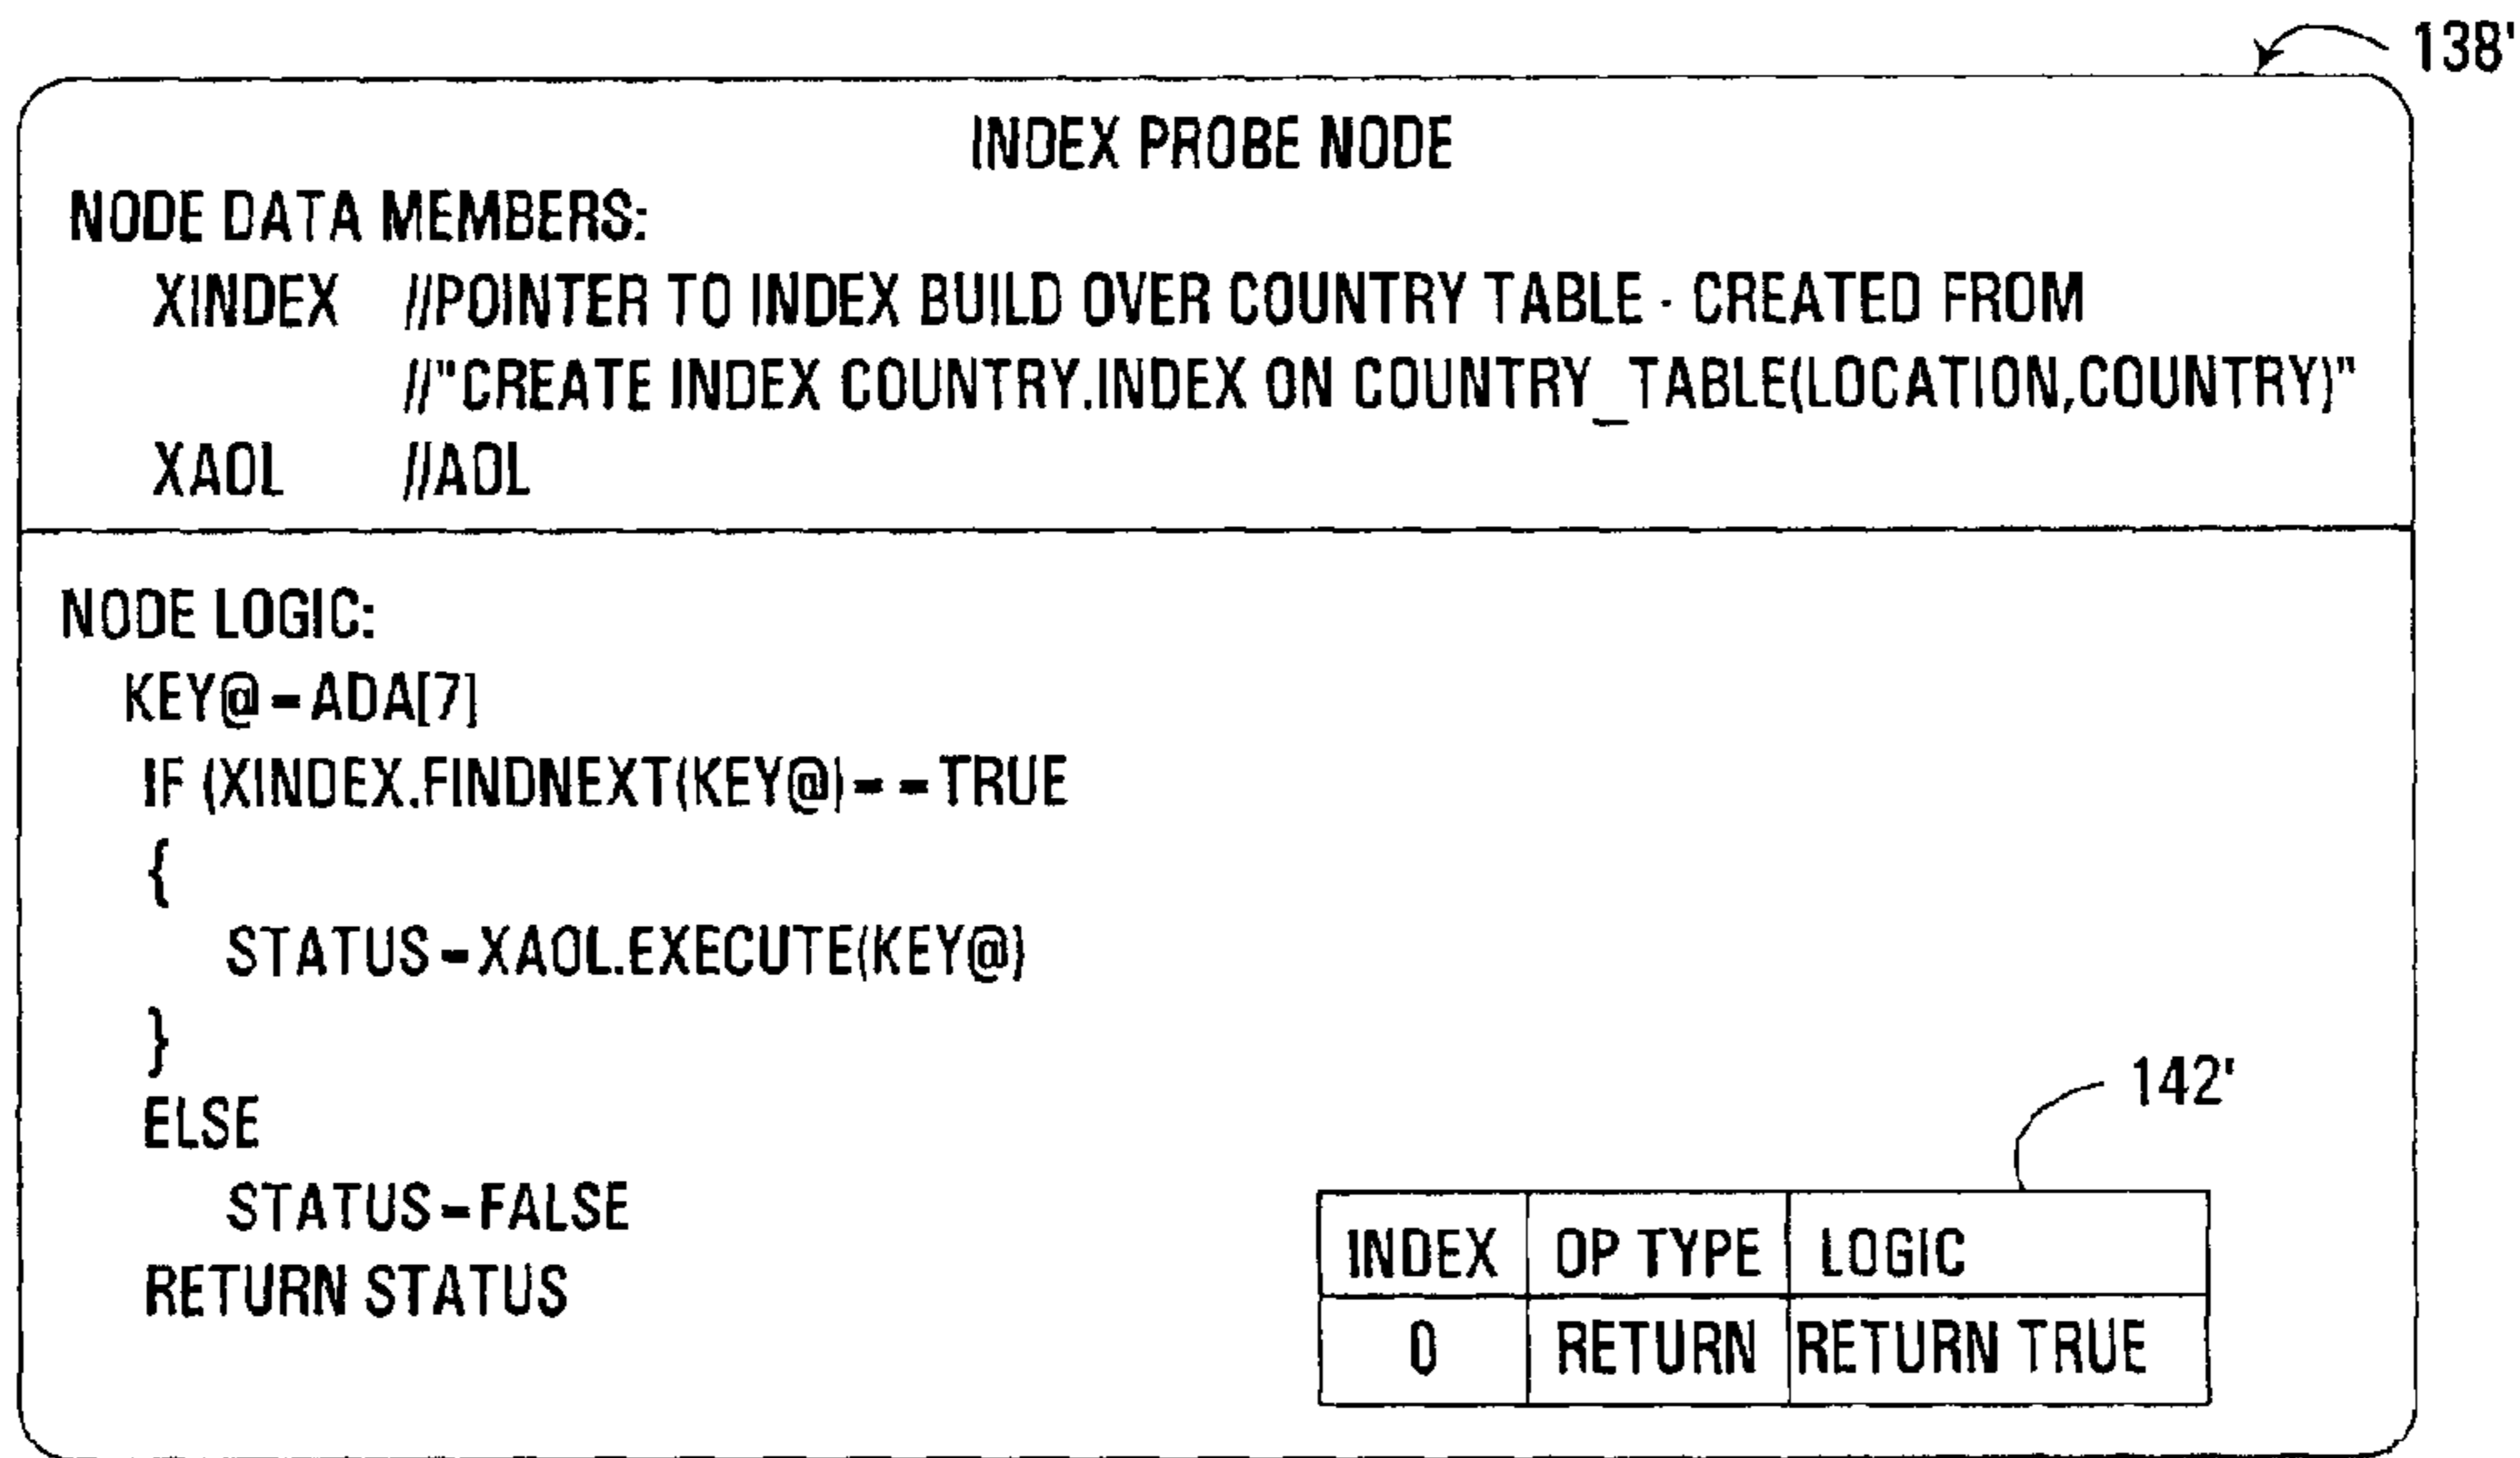 138'
INDEX PROBE NODE
NODE DATA MEMBERS:
XINDEX //POINTER TO INDEX BUILD OVER COUNTRY TABLE - CREATED FROM
//"CREATE INDEX COUNTRY.INDEX ON COUNTRY_TABLE(LOCATION,COUNTRY)"
XAOL //AOL
NODE LOGIC:
KEY@=ADA[7]
IF (XINDEX.FINDNEXT(KEY@)==TRUE
{
STATUS=XAOL.EXECUTE(KEY@)
}
ELSE
STATUS=FALSE
RETURN STATUS
142'
INDEX OP TYPE LOGIC
0 RETURN RETURN TRUE